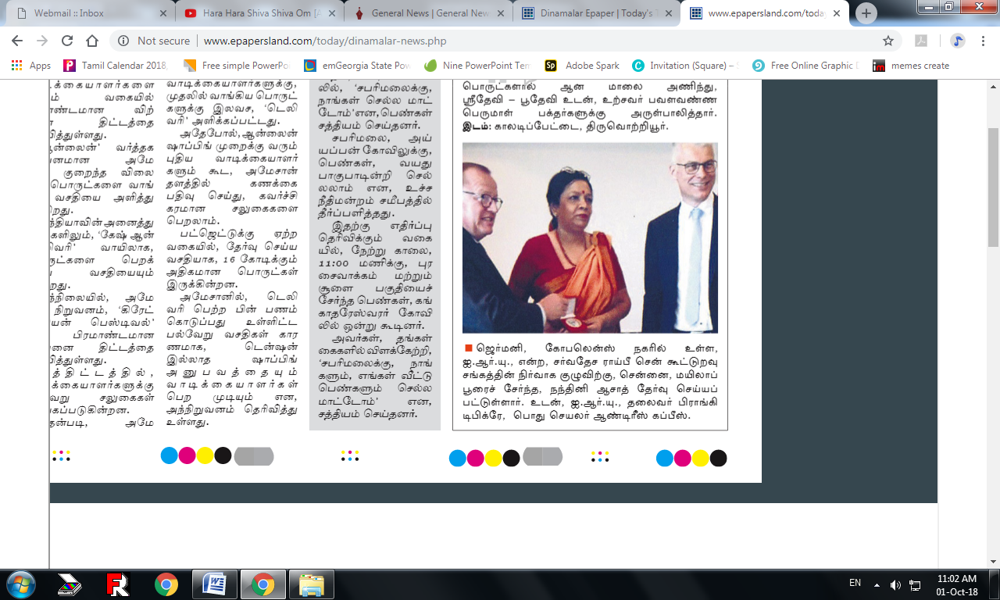 Webmail :: Inbox
Hara Hara Shiva Shiva Om [A
General News | General New
Dinamalar Epaper | Today's T
www.epapersland.com/today
Not secure | www.epapersland.com/today/dinamalar-news.php
Apps
Tamil Calendar 2018,
Free simple PowerPo
emGeorgia State Pow
Nine PowerPoint Tem
Adobe Spark
Invitation (Square) – S
Free Online Graphic D
memes create
க்கையாளர்களை
ம் வகையில்
ாண்டமான விற்
ா திட்டத்தை
பித்துள்ளது.
ஆன்லைன்' வர்த்தக
வனமான அமே
குறைந்த விலை
பொருட்களை வாங்
வசதியை அளித்து
ிறது.
ந்தியாவின் அனைத்து
களிலும், 'கேஷ் ஆன்
ிவரி' வாயிலாக,
ருட்களை பெறக்
ய வசதியையும்
றது.
ந்நிலையில், அமே
நிறுவனம், 'கிரேட்
யன் பெஸ்டிவல்'
பிரமாண்டமான
னை திட்டத்தை
பித்துள்ளது.
த்திட்டத்தில்,
க்கையாளர்களுக்கு
வறு சலுகைகள்
கப்படுகின்றன.
தன்படி, அமே
வாடிக்கையாளர்களுக்கு,
முதலில் வாங்கிய பொருட்
களுக்கு இலவச, 'டெலி
வரி' அளிக்கப்பட்டது.
அதேபோல், ஆன்லைன்
ஷாப்பிங் முறைக்கு வரும்
புதிய வாடிக்கையாளர்
களும் கூட, அமேசான்
தளத்தில் கணக்கை
பதிவு செய்து, கவர்ச்சி
கரமான சலுகைகளை
பெறலாம்.
பட்ஜெட்டுக்கு ஏற்ற
வகையில், தேர்வு செய்ய
வசதியாக, 16 கோடிக்கும்
அதிகமான பொருட்கள்
இருக்கின்றன.
அமேசானில், டெலி
வரி பெற்ற பின் பணம்
கொடுப்பது உள்ளிட்ட
பல்வேறு வசதிகள் கார
ணமாக, டென்ஷன்
இல்லாத ஷாப்பிங்
அனுபவத்தையும்
வாடிக்கையாளர்கள்
பெற முடியும் என,
அந்நிறுவனம் தெரிவித்து
உள்ளது.
லில், 'சபரிமலைக்கு,
நாங்கள் செல்ல மாட்
டோம்' என, பெண்கள்
சத்தியம் செய்தனர்.
சபரிமலை, அய்
யப்பன் கோவிலுக்கு,
பெண்கள், வயது
பாகுபாடின்றி செல்
லலாம் என, உச்ச
நீதிமன்றம் சமீபத்தில்
தீர்ப்பளித்தது.
இதற்கு எதிர்ப்பு
தெரிவிக்கும் வகை
யில், நேற்று காலை,
11:00 மணிக்கு, புர
சைவாக்கம் மற்றும்
சூளை பகுதியைச்
சேர்ந்த பெண்கள், கங்
காதரேஸ்வரர் கோவி
லில் ஒன்று கூடினர்.
அவர்கள், தங்கள்
கைகளில் விளக்கேற்றி,
'சபரிமலைக்கு, நாங்
களும், எங்கள் வீட்டு
பெண்களும் செல்ல
மாட்டோம்' என,
சத்தியம் செய்தனர்.
பொருட்களால் ஆன மாலை அணிந்து,
ஸ்ரீதேவி – பூதேவி உடன், உற்சவர் பவளவண்ண
பெருமாள் பக்தர்களுக்கு அருள்பாலித்தார்.
இடம்: காலடிப்பேட்டை, திருவொற்றியூர்.
ஜெர்மனி, கோபலென்ஸ் நகரில் உள்ள,
ஐ.ஆர்.யு., என்ற, சர்வதேச ராய்பீ சென் கூட்டுறவு
சங்கத்தின் நிர்வாக குழுவிற்கு, சென்னை, மயிலாப்
பூரைச் சேர்ந்த, நந்தினி ஆசாத் தேர்வு செய்யப்
பட்டுள்ளார். உடன், ஐ.ஆர்.யு., தலைவர் பிராங்கி
டிபிக்ரே, பொது செயலர் ஆண்டிரீஸ் கப்பீஸ்.
EN
11:02 AM
01-Oct-18